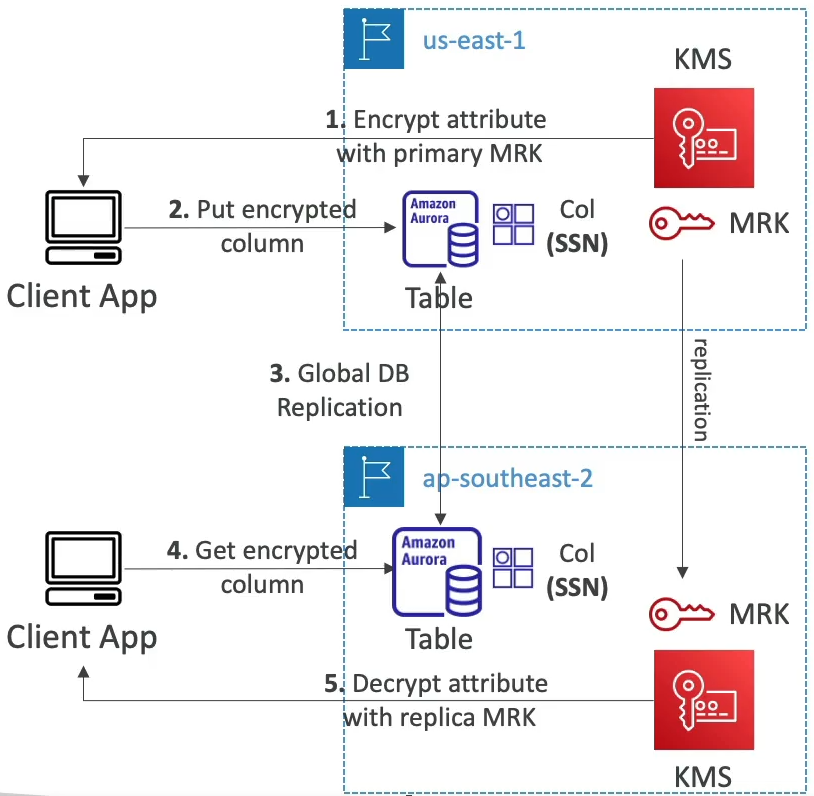 us-east-1
KMS
1. Encrypt attribute
with primary MRK
2. Put encrypted
column
Amazon
Aurora
Col
(SSN)
MRK
Client App
Table
3. Global DB
Replication
replication
ap-southeast-2
4. Get encrypted
column
Amazon
Aurora
Col
(SSN)
MRK
Client App
Table
5. Decrypt attribute
with replica MRK
KMS